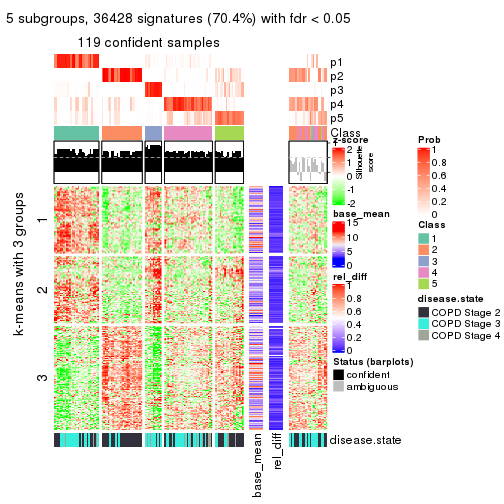 5 subgroups, 36428 signatures (70.4%) with fdr < 0.05
119 confident samples
p1
p2
p3
p4
p5
Class
z-score
2
1
0
-1
-2
Silhouette
score
Prob
1
0.8
0.6
0.4
0.2
0
base_mean
15
10
5
0
Class
1
2
3
4
5
rel_diff
1
0.8
0.6
0.4
0.2
0
disease.state
COPD Stage 2
COPD Stage 3
COPD Stage 4
Status (barplots)
confident
ambiguous
k-means with 3 groups
1
2
3
disease.state
base_mean
rel_diff